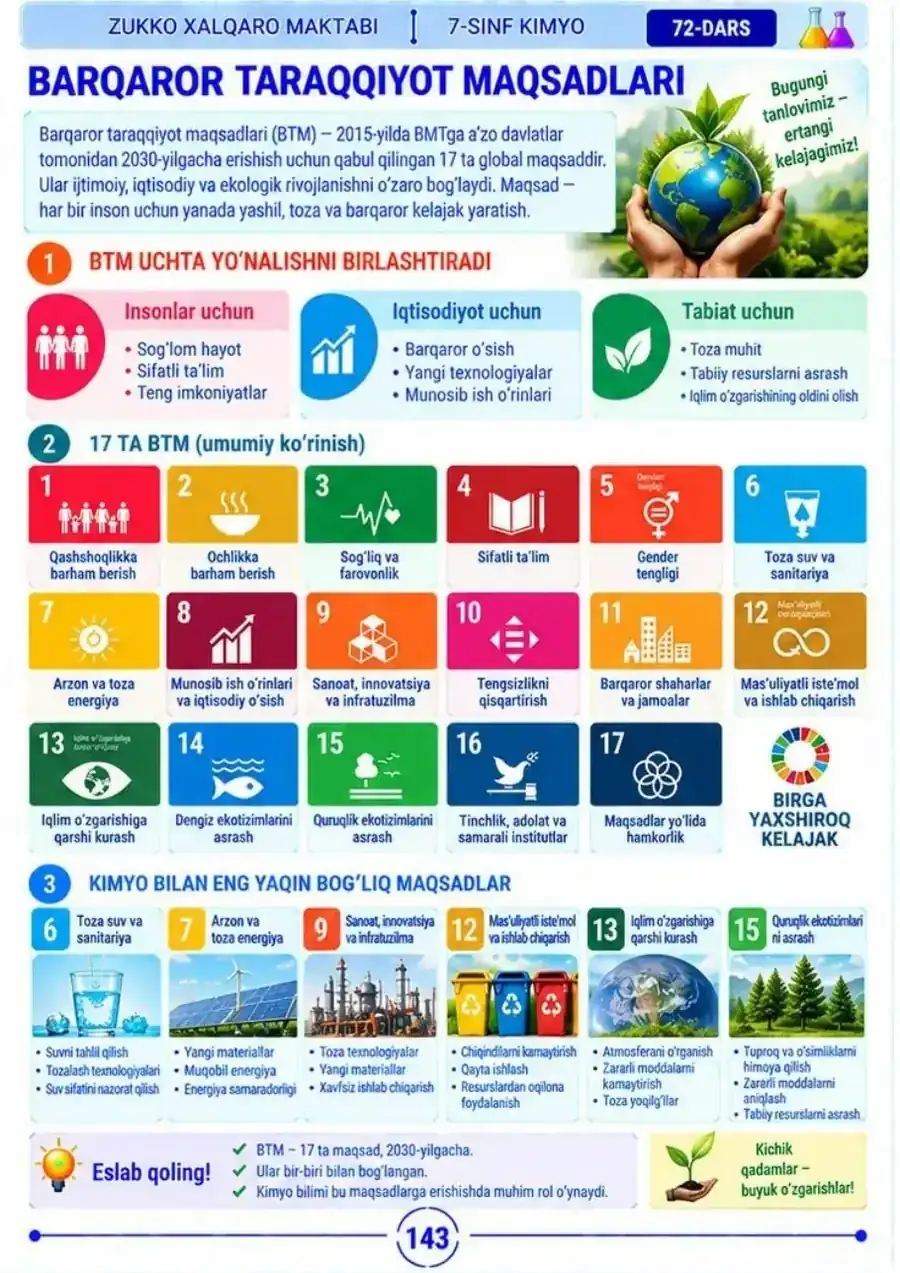 ZUKKO XALQARO MAKTABI
7-SINF KIMYO
72-DARS
BARQAROR TARAQQIYOT MAQSADLARI
Bugungi
tanlovimiz –
ertangi
kelajagimiz!
Barqaror taraqqiyot maqsadlari (BTM) – 2015-yilda BMTga a’zo davlatlar
tomonidan 2030-yilgacha erishish uchun qabul qilingan 17 ta global maqsaddir.
Ular ijtimoiy, iqtisodiy va ekologik rivojlanishni o‘zaro bog‘laydi. Maqsad –
har bir inson uchun yanada yashil, toza va barqaror kelajak yaratish.
1 BTM UCHTA YO‘NALISHNI BIRLASHTIRADI
Insonlar uchun
• Sog‘lom hayot
• Sifatli ta’lim
• Teng imkoniyatlar
Iqtisodiyot uchun
• Barqaror o‘sish
• Yangi texnologiyalar
• Munosib ish o‘rinlari
Tabiat uchun
• Toza muhit
• Tabiiy resurslarni asrash
• Iqlim o‘zgarishining oldini olish
2 17 TA BTM (umumiy ko‘rinish)
1
Qashshoqlikka
barham berish
2
Ochlikka
barham berish
3
Sog‘liq va
farovonlik
4
Sifatli ta’lim
5
Gender
tengligi
6
Toza suv va
sanitariya
7
Arzon va toza
energiya
8
Munosib ish o‘rinlari
va iqtisodiy o‘sish
9
Sanoat, innovatsiya
va infratuzilma
10
Tengsizlikni
qisqartirish
11
Barqaror shaharlar
va jamoalar
12
Mas’uliyatli iste’mol
va ishlab chiqarish
13
Iqlim o‘zgarishiga
qarshi kurash
14
Dengiz ekotizimlarini
asrash
15
Quruqlik ekotizimlarini
asrash
16
Tinchlik, adolat va
samarali institutlar
17
Maqsadlar yo‘lida
hamkorlik
BIRGA
YAXSHIROQ
KELAJAK
3 KIMYO BILAN ENG YAQIN BOG‘LIQ MAQSADLAR
6 Toza suv va
sanitariya
• Suvni tahlil qilish
• Tozalash texnologiyalari
• Suv sifatini nazorat qilish
7 Arzon va
toza energiya
• Yangi materiallar
• Muqobil energiya
• Energiya samaradorligi
9 Sanoat, innovatsiya
va infratuzilma
• Toza texnologiyalar
• Yangi materiallar
• Xavfsiz ishlab chiqarish
12 Mas’uliyatli iste’mol
va ishlab chiqarish
• Chiqindilarni kamaytirish
• Qayta ishlash
• Resurslardan oqilona
foydalanish
13 Iqlim o‘zgarishiga
qarshi kurash
• Atmosferani o‘rganish
• Zararli moddalarni
kamaytirish
• Toza yoqilg‘ilar
15 Quruqlik ekotizimlari
ni asrash
• Tuproq va o‘simliklarni
himoya qilish
• Zararli moddalarni
aniqlash
• Tabiiy resurslarni asrash
Eslab qoling!
✓ BTM – 17 ta maqsad, 2030-yilgacha.
✓ Ular bir-biri bilan bog‘langan.
✓ Kimyo bilimi bu maqsadlarga erishishda muhim rol o‘ynaydi.
Kichik
qadamlar –
buyuk o‘zgarishlar!
143